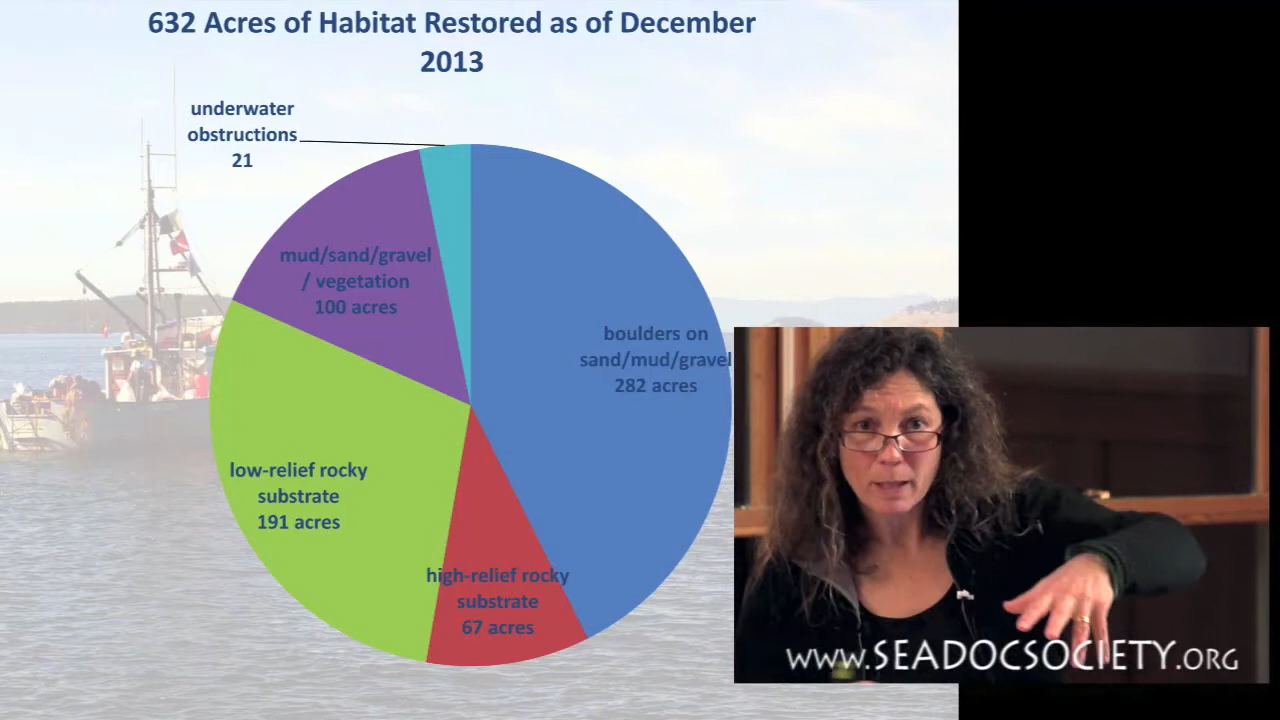 632 Acres of Habitat Restored as of December
2013
underwater
obstructions
21
mud/sand/gravel
/ vegetation
100 acres
boulders on
sand/mud/gravel
282 acres
low-relief rocky
substrate
191 acres
high-relief rocky
substrate
67 acres
www.SEADOCSOCIETY.ORG